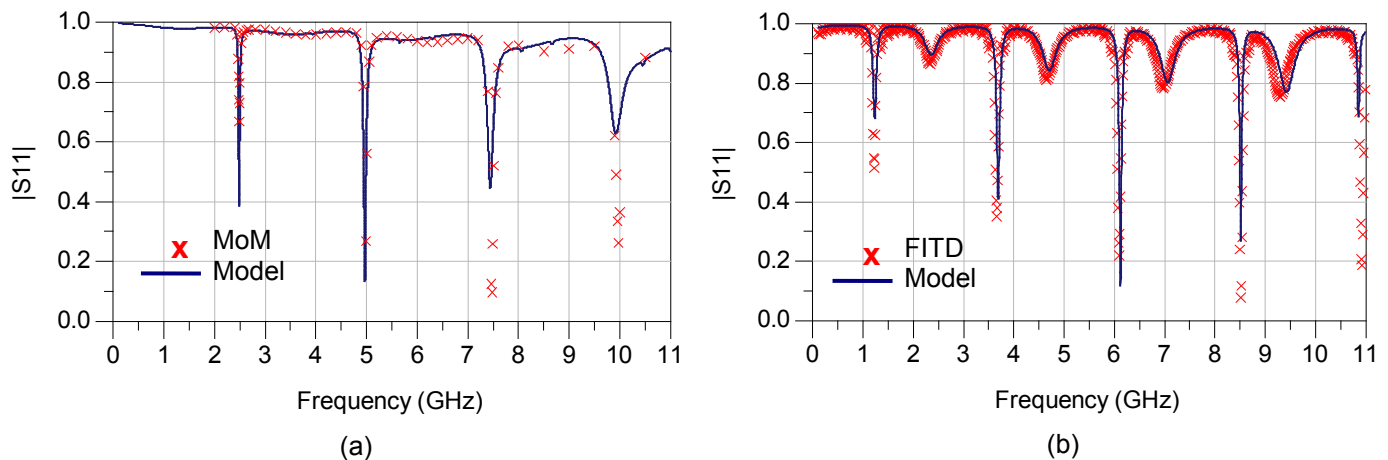 1.0
0.8
0.6
0.4
0.2
0.0
|S11|
x MoM
Model
0 1 2 3 4 5 6 7 8 9 10 11
Frequency (GHz)
(a)
1.0
0.8
0.6
0.4
0.2
0.0
|S11|
x FITD
Model
0 1 2 3 4 5 6 7 8 9 10 11
Frequency (GHz)
(b)